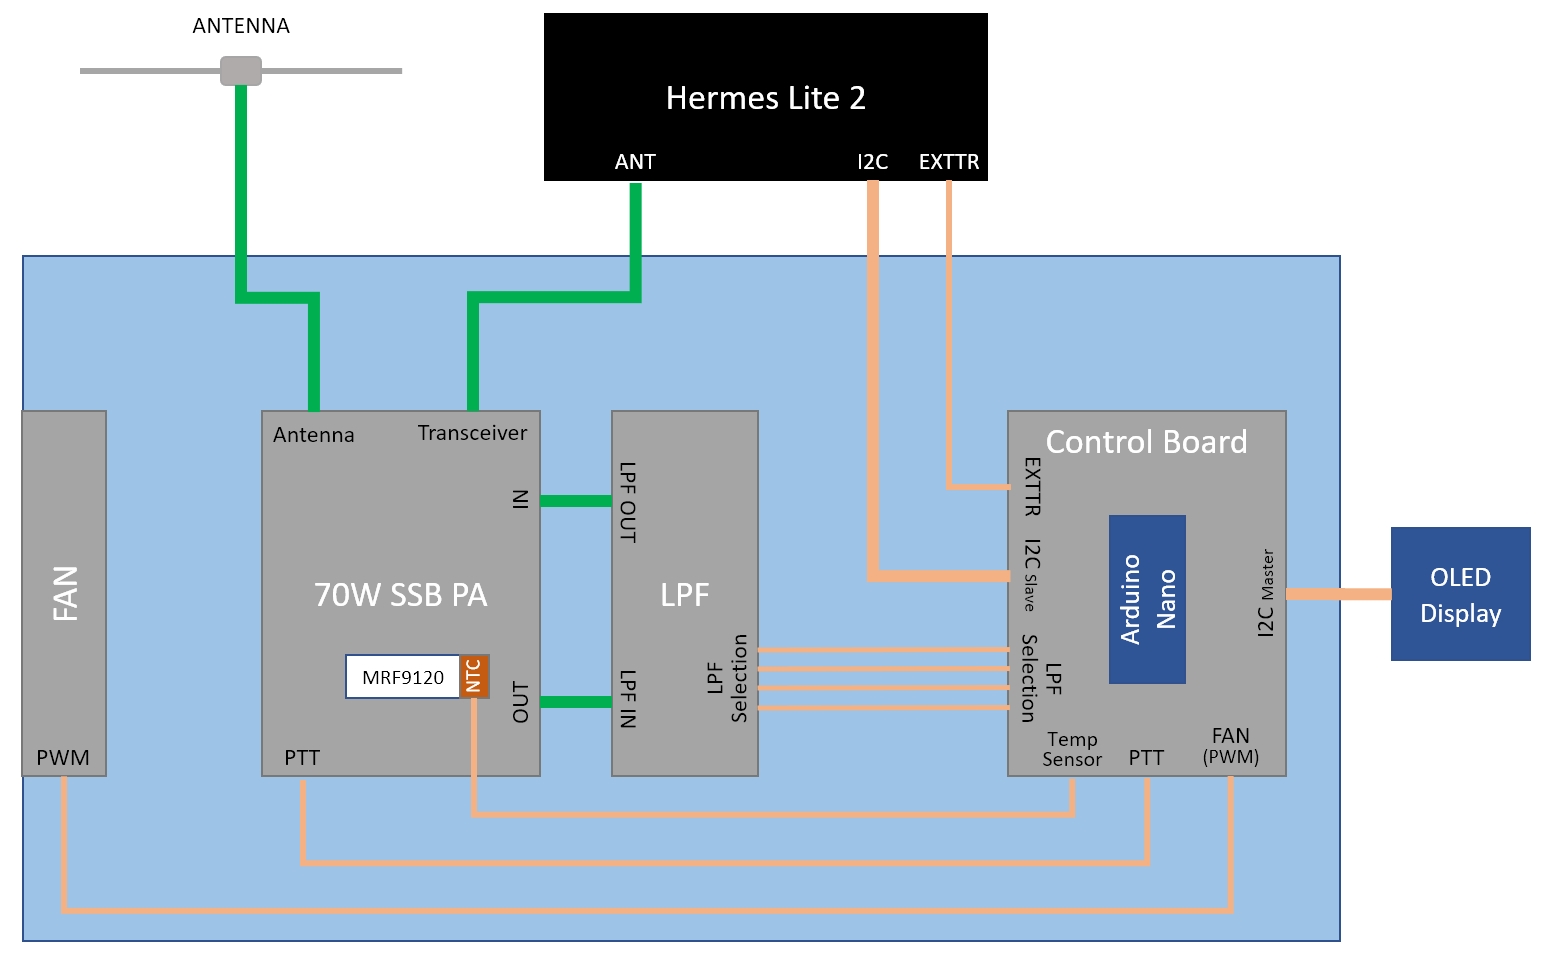 ANTENNA
Hermes Lite 2
ANT
I2C
EXTTR
Antenna
Transceiver
IN
70W SSB PA
MRF9120
NTC
OUT
PTT
FAN
PWM
LPF OUT
LPF
LPF IN
LPF
Selection
Control Board
EXTTR
I2C Slave
LPF
Selection
Arduino
Nano
I2C Master
Temp
Sensor
PTT
FAN
(PWM)
OLED
Display